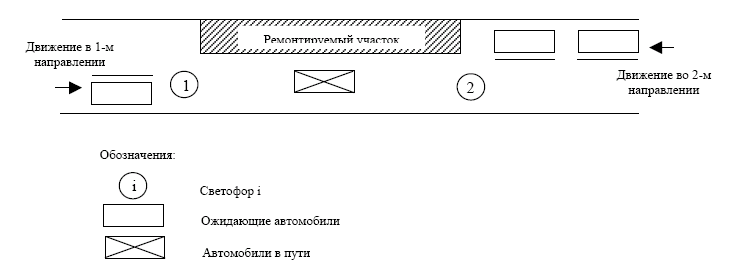 Ремонтируемый участок
Движение в 1-м
направлении
Движение во 2-м
направлении
1
2
Обозначения:
i
Светофор i
Ожидающие автомобили
Автомобили в пути